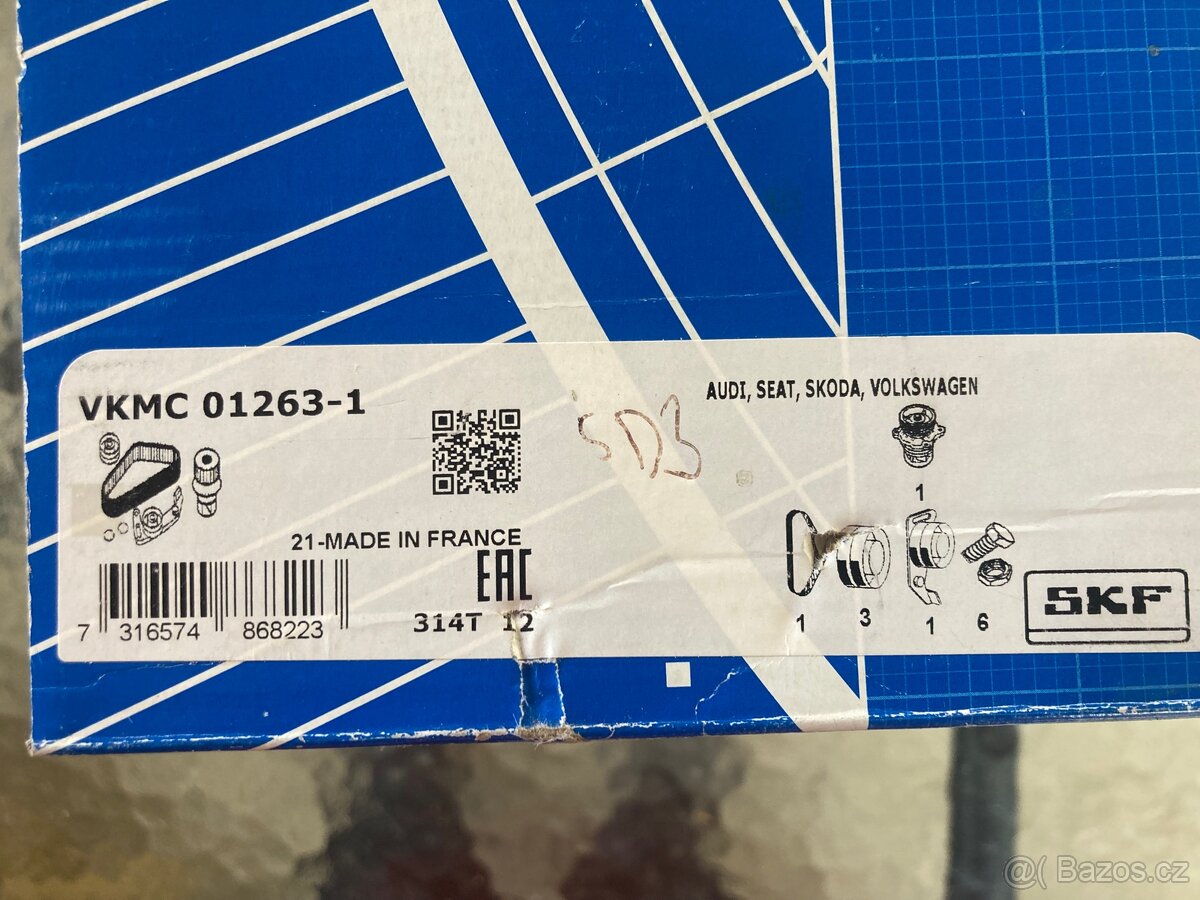 VKMC 01263-1
AUDI, SEAT, SKODA, VOLKSWAGEN
SD3
1
21-MADE IN FRANCE
EAC
314T 12
7 316574 868223
1 3 1 6
SKF
@( Bazos.cz